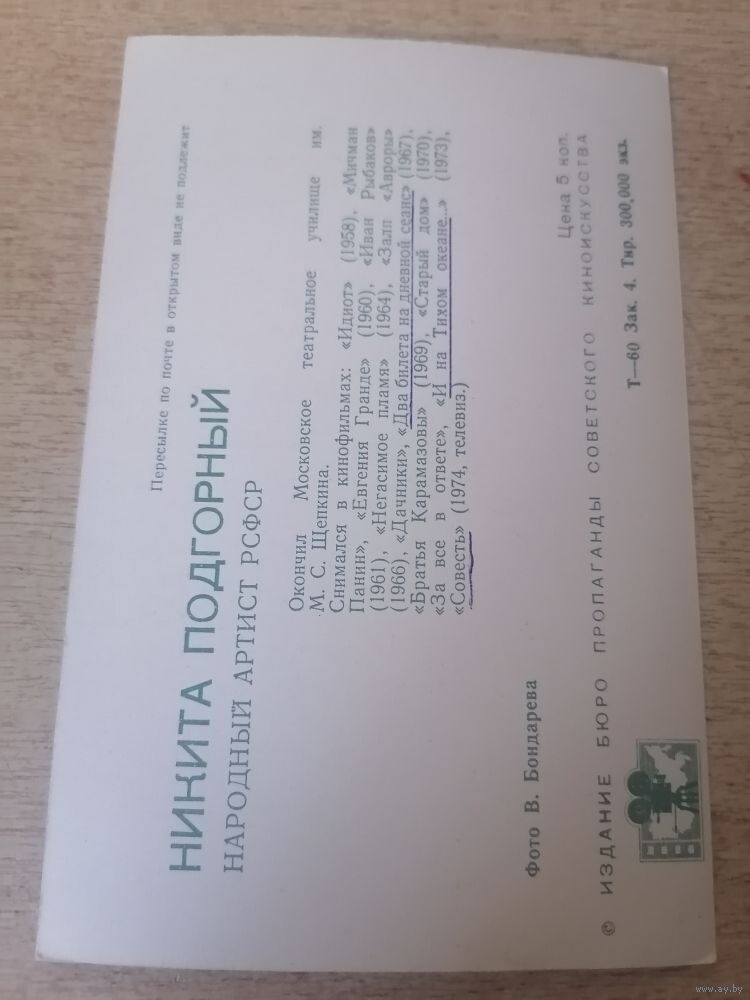 Пересылке по почте в открытом виде не подлежит
НИКИТА ПОДГОРНЫЙ
НАРОДНЫЙ АРТИСТ РСФСР
Окончил Московское театральное училище им.
М. С. Щепкина.
Снимался в кинофильмах: «Идиот» (1958), «Мичман
Панин», «Евгения Гранде» (1960), «Иван Рыбаков»
(1961), «Негасимое пламя» (1964), «Залп «Авроры»
(1966), «Дачники», «Два билета на дневной сеанс» (1967),
«Братья Карамазовы» (1969), «Старый дом» (1970),
«За все в ответе», «И на Тихом океане...» (1973),
«Совесть» (1974, телевиз.)
Фото В. Бондарева
Цена 5 коп.
© ИЗДАНИЕ БЮРО ПРОПАГАНДЫ СОВЕТСКОГО КИНОИСКУССТВА
Т—60 Зак. 4. Тир. 300.000 экз.
www.ay.by